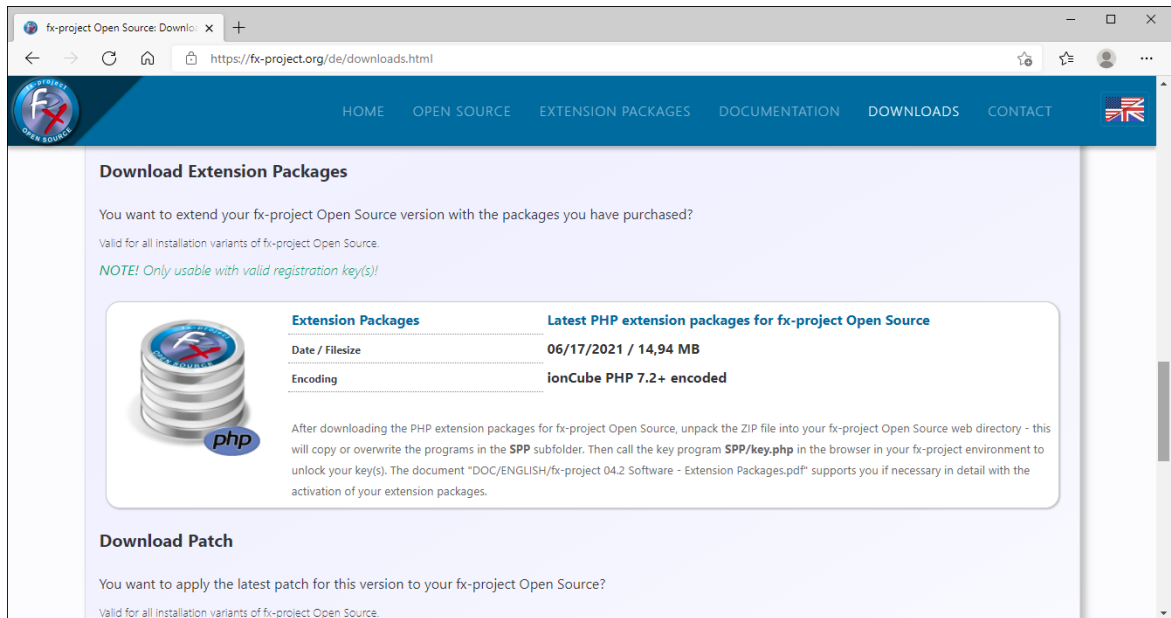 fx-project Open Source: Downlo
https://fx-project.org/de/downloads.html
fx-project
OPEN SOURCE
HOME OPEN SOURCE EXTENSION PACKAGES DOCUMENTATION DOWNLOADS CONTACT
Download Extension Packages
You want to extend your fx-project Open Source version with the packages you have purchased?
Valid for all installation variants of fx-project Open Source.
NOTE! Only usable with valid registration key(s)!
Extension Packages Latest PHP extension packages for fx-project Open Source
Date / Filesize 06/17/2021 / 14,94 MB
Encoding ionCube PHP 7.2+ encoded
php
After downloading the PHP extension packages for fx-project Open Source, unpack the ZIP file into your fx-project Open Source web directory - this
will copy or overwrite the programs in the SPP subfolder. Then call the key program SPP/key.php in the browser in your fx-project environment to
unlock your key(s). The document "DOC/ENGLISH/fx-project 04.2 Software - Extension Packages.pdf" supports you if necessary in detail with the
activation of your extension packages.
Download Patch
You want to apply the latest patch for this version to your fx-project Open Source?
Valid for all installation variants of fx-project Open Source.